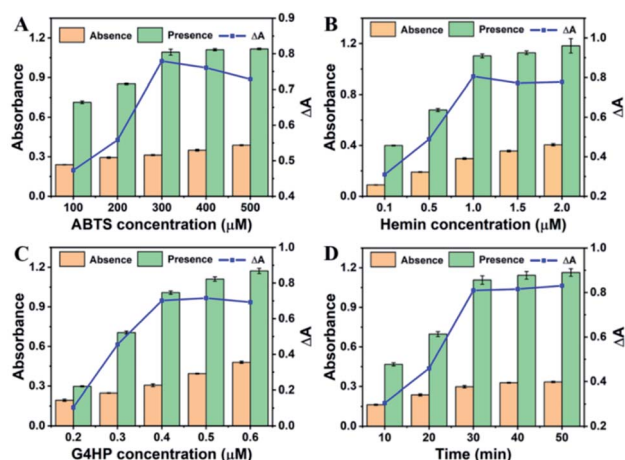 A
Absence Presence ΔA
Absorbance
1.2
0.9
0.6
0.3
0.0
0.9
0.8
0.7
0.6
0.5
0.4
ΔA
100 200 300 400 500
ABTS concentration (μM)
B
Absence Presence ΔA
Absorbance
1.2
0.8
0.4
0.0
1.0
0.8
0.6
0.4
0.2
ΔA
0.1 0.5 1.0 1.5 2.0
Hemin concentration (μM)
C
Absence Presence ΔA
Absorbance
1.2
0.9
0.6
0.3
0.0
1.0
0.8
0.6
0.4
0.2
0.0
ΔA
0.2 0.3 0.4 0.5 0.6
G4HP concentration (μM)
D
Absence Presence ΔA
Absorbance
1.2
0.9
0.6
0.3
0.0
1.0
0.8
0.6
0.4
0.2
ΔA
10 20 30 40 50
Time (min)